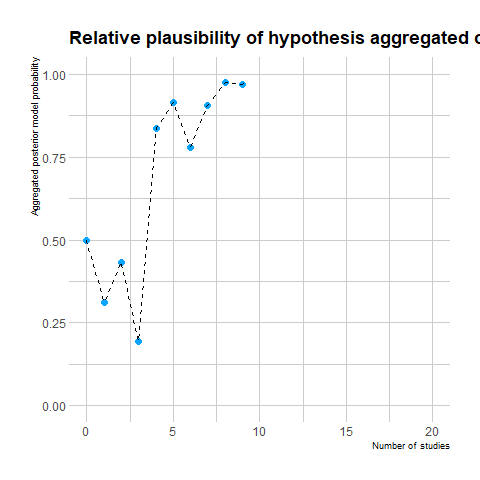 Relative plausibility of hypothesis aggregated o
Aggregated posterior model probability
1.00
0.75
0.50
0.25
0.00
0 5 10 15 20
Number of studies